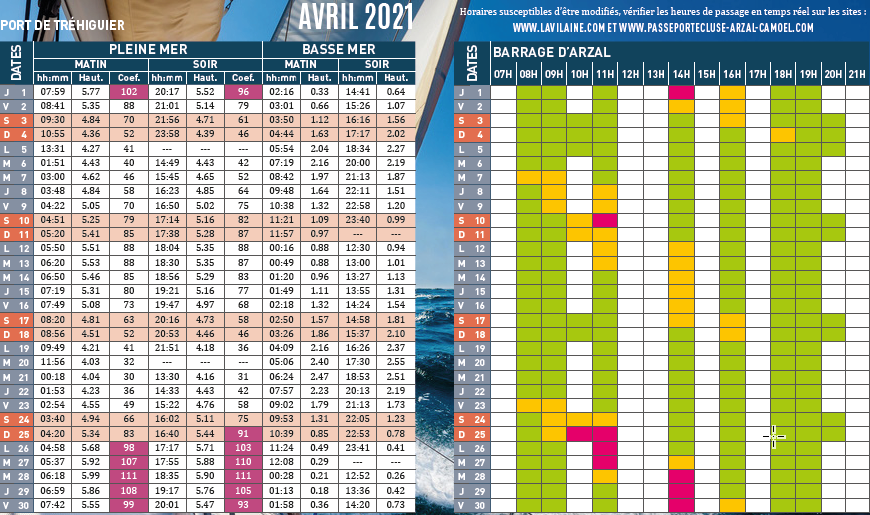 PORT DE TRÉHIGUIER AVRIL 2021
PLEINE MER BASSE MER
DATES MATIN SOIR MATIN SOIR
hh:mm Haut. Coef. hh:mm Haut. Coef. hh:mm Haut. hh:mm Haut.
J 1 07:59 5.77 102 20:17 5.52 96 02:16 0.33 14:41 0.64
V 2 08:41 5.35 88 21:01 5.14 79 03:01 0.66 15:26 1.07
S 3 09:30 4.84 70 21:56 4.71 61 03:50 1.12 16:16 1.56
D 4 10:55 4.36 52 23:58 4.39 46 04:44 1.63 17:17 2.02
L 5 13:31 4.27 41 --- --- --- 05:54 2.04 18:34 2.27
M 6 01:51 4.43 40 14:49 4.43 42 07:19 2.16 20:00 2.19
M 7 03:00 4.62 46 15:45 4.65 52 08:42 1.97 21:13 1.87
J 8 03:48 4.84 58 16:23 4.85 64 09:48 1.64 22:11 1.51
V 9 04:22 5.05 70 16:50 5.02 75 10:38 1.32 22:58 1.20
S 10 04:51 5.25 79 17:14 5.16 82 11:21 1.09 23:40 0.99
D 11 05:20 5.41 85 17:38 5.28 87 11:57 0.97 --- ---
L 12 05:50 5.51 88 18:04 5.35 88 00:16 0.88 12:30 0.94
M 13 06:20 5.53 88 18:30 5.35 87 00:49 0.88 13:00 1.01
M 14 06:50 5.46 85 18:56 5.29 83 01:20 0.96 13:27 1.13
J 15 07:19 5.31 80 19:21 5.16 77 01:49 1.11 13:55 1.31
V 16 07:49 5.08 73 19:47 4.97 68 02:18 1.32 14:24 1.54
S 17 08:20 4.81 63 20:16 4.73 58 02:50 1.57 14:58 1.81
D 18 08:56 4.51 52 20:53 4.46 46 03:26 1.86 15:37 2.10
L 19 09:49 4.21 41 21:51 4.18 36 04:09 2.16 16:26 2.37
M 20 11:56 4.03 32 --- --- --- 05:06 2.40 17:30 2.55
M 21 00:18 4.04 30 13:30 4.16 31 06:24 2.47 18:53 2.51
J 22 01:53 4.23 36 14:33 4.43 42 07:57 2.23 20:13 2.19
V 23 02:54 4.55 49 15:22 4.76 58 09:02 1.79 21:13 1.73
S 24 03:40 4.94 66 16:02 5.11 75 09:53 1.31 22:05 1.23
D 25 04:20 5.34 83 16:40 5.44 91 10:39 0.85 22:53 0.78
L 26 04:58 5.68 98 17:17 5.71 103 11:24 0.49 23:41 0.41
M 27 05:37 5.92 107 17:55 5.88 110 12:08 0.29 --- ---
M 28 06:18 5.99 111 18:35 5.90 111 00:28 0.21 12:52 0.26
J 29 06:59 5.86 108 19:17 5.76 105 01:13 0.18 13:36 0.42
V 30 07:42 5.55 99 20:01 5.47 93 01:58 0.36 14:20 0.73
Horaires susceptibles d'être modifiés, vérifier les heures de passage en temps réel sur les sites :
WWW.LAVILAINE.COM ET WWW.PASSEPORTECLUSE-ARZAL-CAMOEL.COM
DATES BARRAGE D'ARZAL
07H 08H 09H 10H 11H 12H 13H 14H 15H 16H 17H 18H 19H 20H 21H
J 1
V 2
S 3
D 4
L 5
M 6
M 7
J 8
V 9
S 10
D 11
L 12
M 13
M 14
J 15
V 16
S 17
D 18
L 19
M 20
M 21
J 22
V 23
S 24
D 25
L 26
M 27
M 28
J 29
V 30